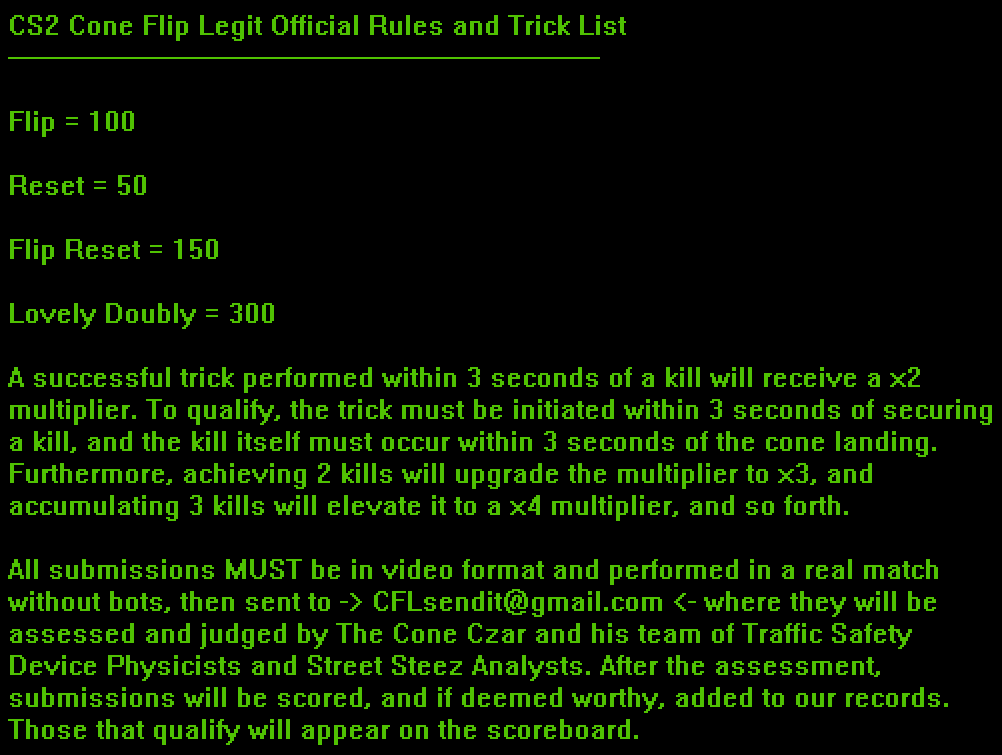 CS2 Cone Flip Legit Official Rules and Trick List
Flip = 100
Reset = 50
Flip Reset = 150
Lovely Doubly = 300
A successful trick performed within 3 seconds of a kill will receive a x2
multiplier. To qualify, the trick must be initiated within 3 seconds of securing
a kill, and the kill itself must occur within 3 seconds of the cone landing.
Furthermore, achieving 2 kills will upgrade the multiplier to x3, and
accumulating 3 kills will elevate it to a x4 multiplier, and so forth.
All submissions MUST be in video format and performed in a real match
without bots, then sent to -> CFLsendit@gmail.com <- where they will be
assessed and judged by The Cone Czar and his team of Traffic Safety
Device Physicists and Street Steez Analysts. After the assessment,
submissions will be scored, and if deemed worthy, added to our records.
Those that qualify will appear on the scoreboard.